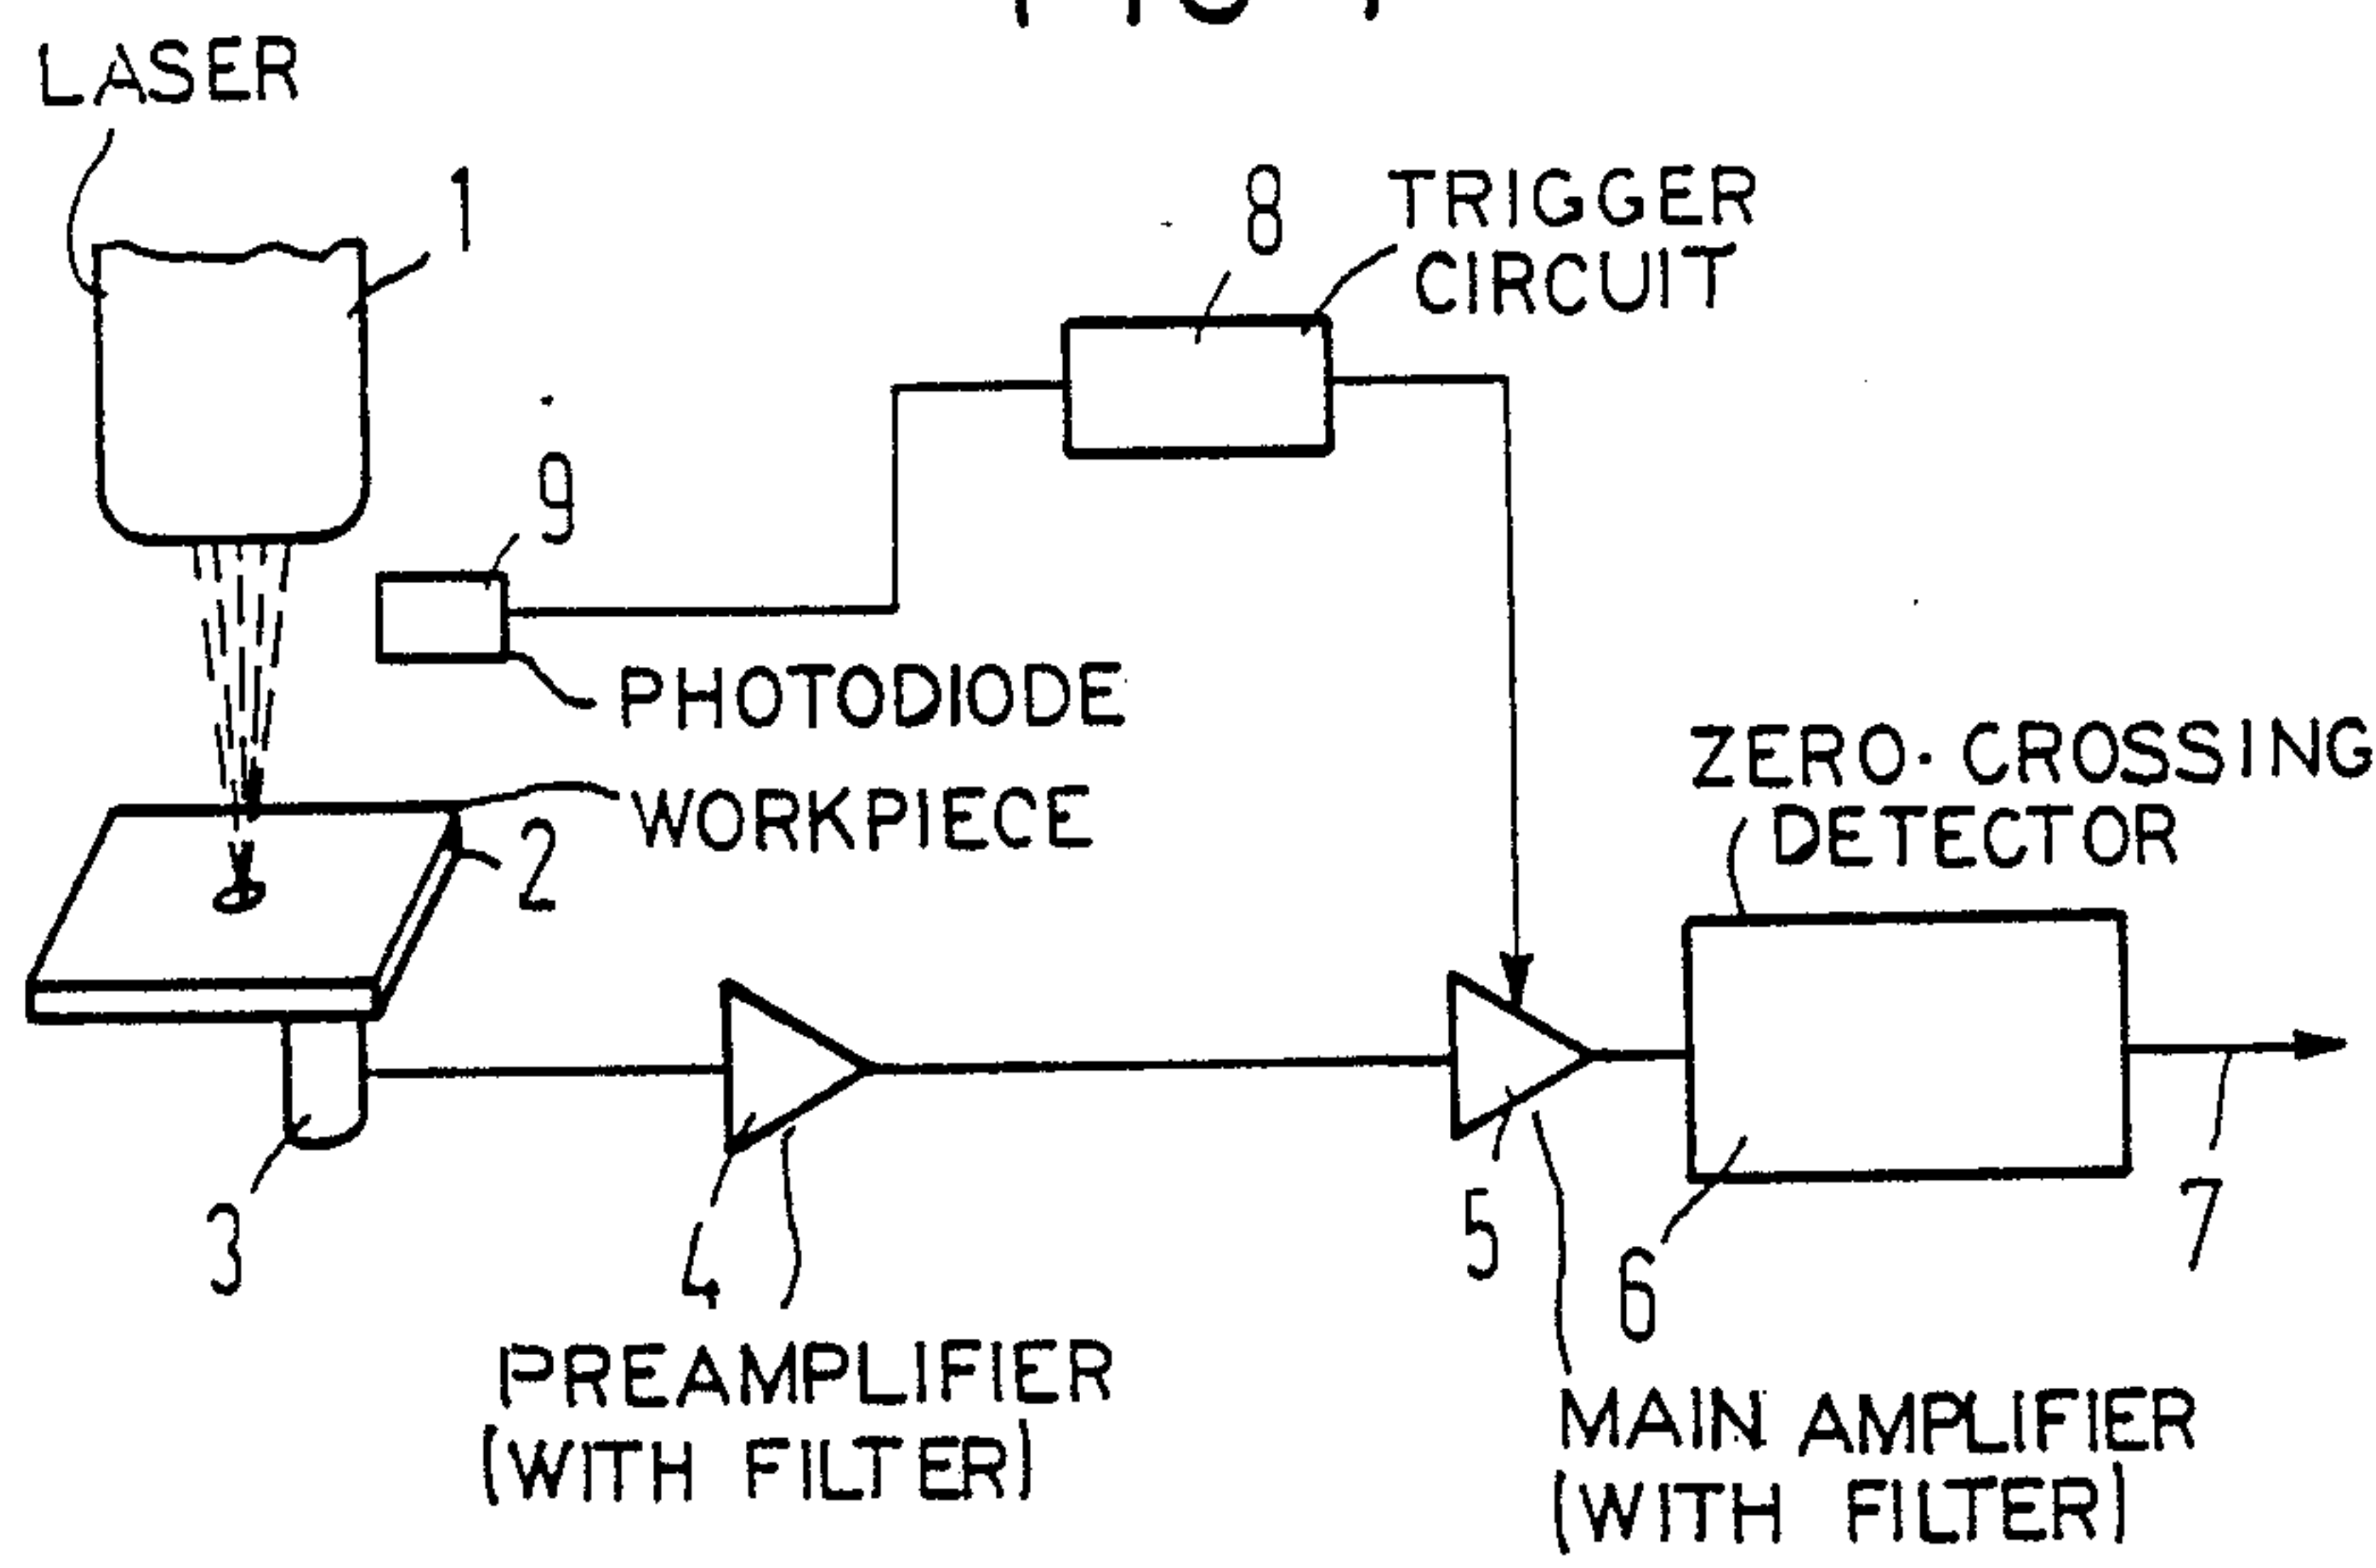 LASER
1
8
TRIGGER
CIRCUIT
9
PHOTODIODE
WORKPIECE
2
ZERO-CROSSING
DETECTOR
3
4
5
6
7
PREAMPLIFIER
(WITH FILTER)
MAIN AMPLIFIER
(WITH FILTER)